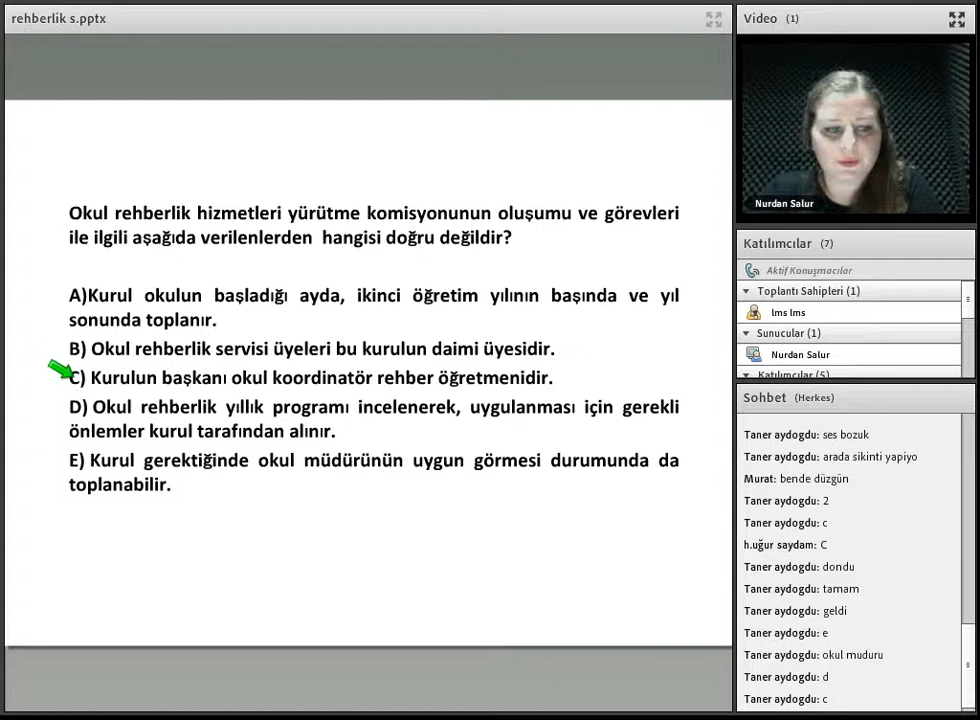 rehberlik s.pptx
Okul rehberlik hizmetleri yürütme komisyonunun oluşumu ve görevleri
ile ilgili aşağıda verilenlerden hangisi doğru değildir?
A)Kurul okulun başladığı ayda, ikinci öğretim yılının başında ve yıl
sonunda toplanır.
B) Okul rehberlik servisi üyeleri bu kurulun daimi üyesidir.
C) Kurulun başkanı okul koordinatör rehber öğretmenidir.
D) Okul rehberlik yıllık programı incelenerek, uygulanması için gerekli
önlemler kurul tarafından alınır.
E) Kurul gerektiğinde okul müdürünün uygun görmesi durumunda da
toplanabilir.
Video (1)
Nurdan Salur
Katılımcılar (7)
Aktif Konuşmacılar
Toplantı Sahipleri (1)
lms lms
Sunucular (1)
Nurdan Salur
Katılımcılar (5)
Sohbet (Herkes)
Taner aydogdu: ses bozuk
Taner aydogdu: arada sikinti yapiyo
Murat: bende düzgün
Taner aydogdu: 2
Taner aydogdu: c
h.uğur saydam: C
Taner aydogdu: dondu
Taner aydogdu: tamam
Taner aydogdu: geldi
Taner aydogdu: e
Taner aydogdu: okul muduru
Taner aydogdu: d
Taner aydogdu: c